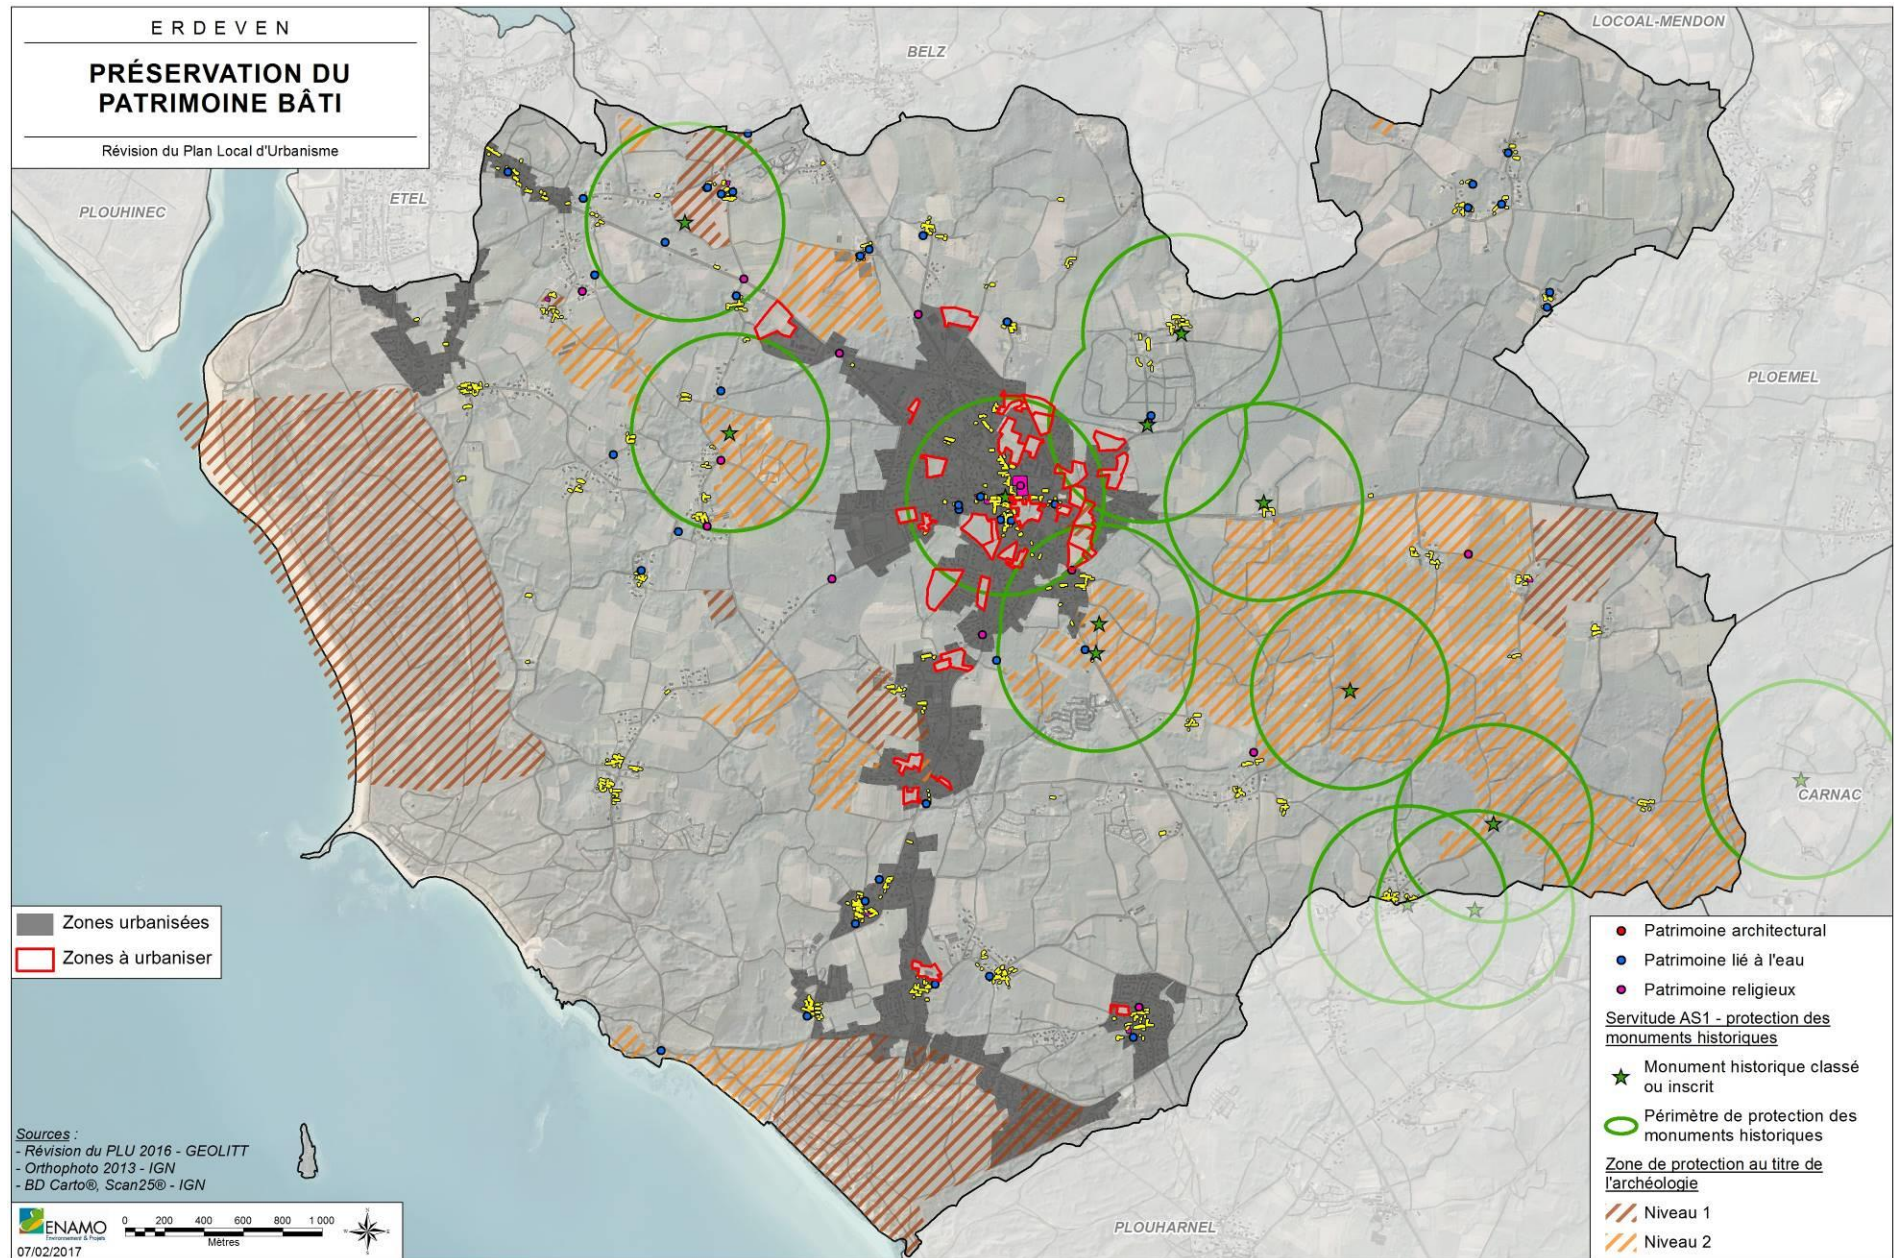 ERDEVEN
PRÉSERVATION DU
PATRIMOINE BÂTI
Révision du Plan Local d'Urbanisme
LOCOAL-MENDON
BELZ
ETEL
PLOUHINEC
PLOEMEL
CARNAC
PLOUHARNEL
Zones urbanisées
Zones à urbaniser
Patrimoine architectural
Patrimoine lié à l'eau
Patrimoine religieux
Servitude AS1 - protection des
monuments historiques
Monument historique classé
ou inscrit
Périmètre de protection des
monuments historiques
Zone de protection au titre de
l'archéologie
Niveau 1
Niveau 2
Sources :
- Révision du PLU 2016 - GEOLITT
- Orthophoto 2013 - IGN
- BD Carto®, Scan25® - IGN
ENAMO
Environnement & Projets
07/02/2017
0 200 400 600 800 1 000
Mètres
N
W E
S